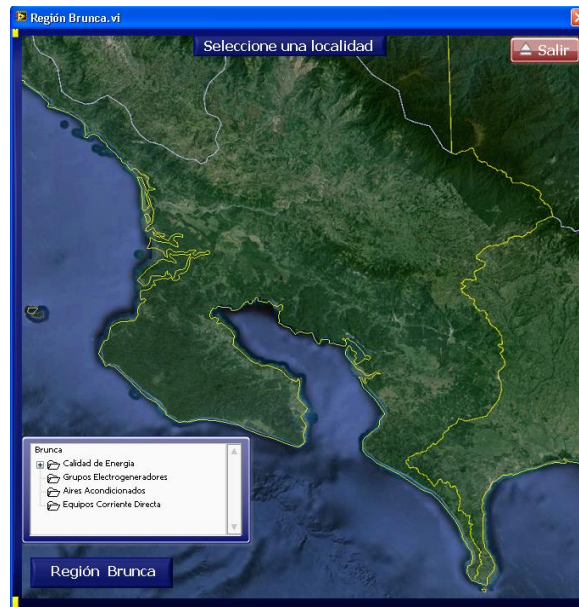 Región Brunca.vi
Seleccione una localidad
Salir
Brunca
Calidad de Energia
Grupos Electrogeneradores
Aires Acondicionados
Equipos Corriente Directa
Región Brunca